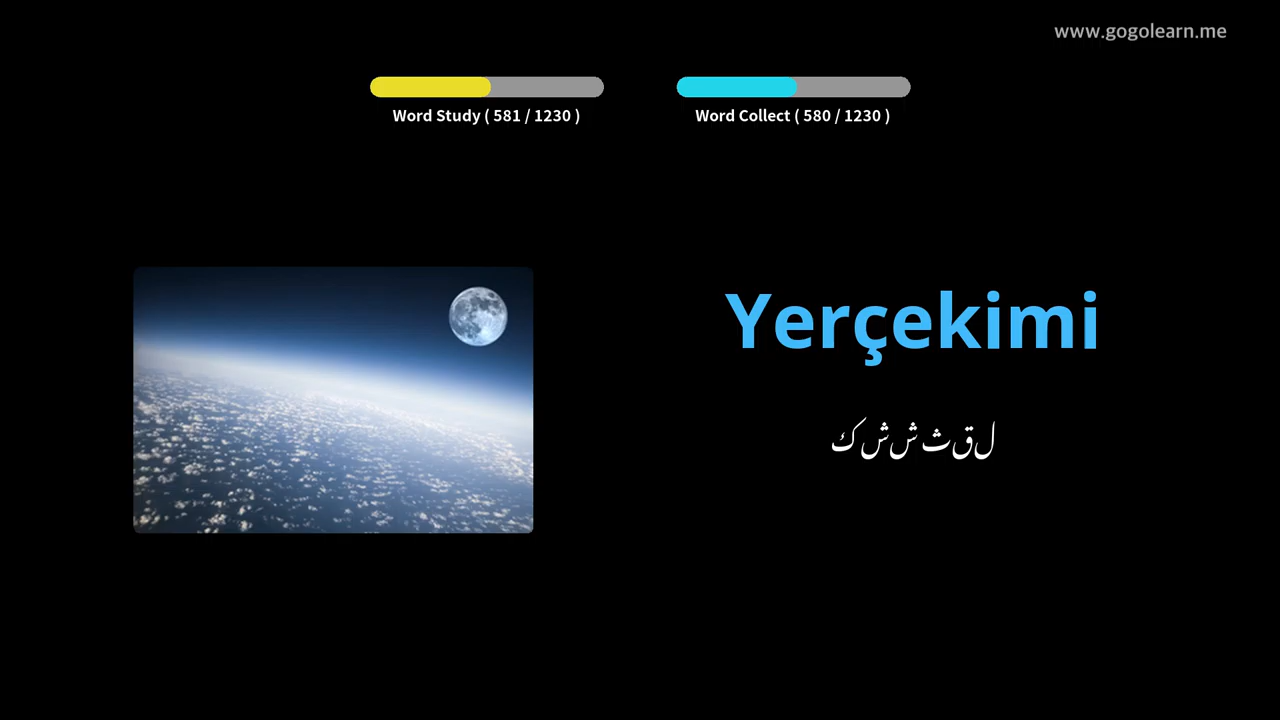 www.gogolearn.me
Word Study ( 581 / 1230 )
Word Collect ( 580 / 1230 )
Yerçekimi
ل ق ث ش ش ک